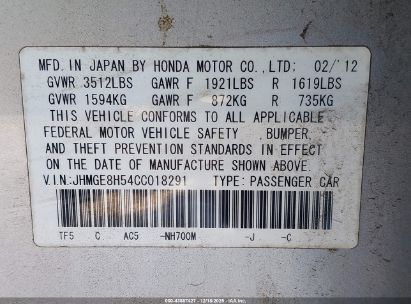 MFD. IN JAPAN BY HONDA MOTOR CO.,LTD: 02/'12
GVWR 3512LBS GAWR F 1921LBS R 1619LBS
GVWR 1594KG GAWR F 872KG R 735KG
THIS VEHICLE CONFORMS TO ALL APPLICABLE
FEDERAL MOTOR VEHICLE SAFETY ,BUMPER,
AND THEFT PREVENTION STANDARDS IN EFFECT
ON THE DATE OF MANUFACTURE SHOWN ABOVE.
V.I.N:JHMGE8H54CC018291 TYPE: PASSENGER CAR
TF5 C AC5 -NH700M -J -C